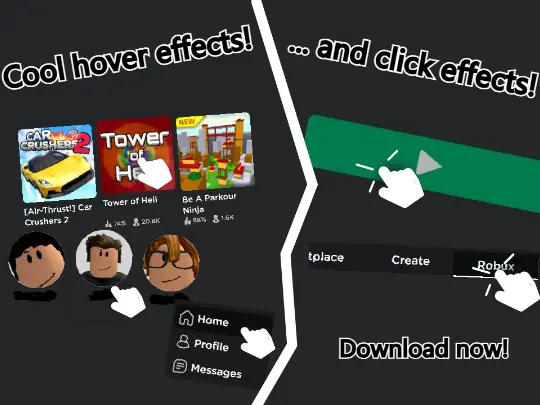 Cool hover effects!
... and click effects!
CAR
CRUSHERS
2
Tower
of
Hell
NEW
[Air-Thrust!] Car
Crushers 2
Tower of Hell
74% 20.8K
Be A Parkour
Ninja
88% 1.6K
Home
Profile
Messages
tplace
Create
Robux
Download now!